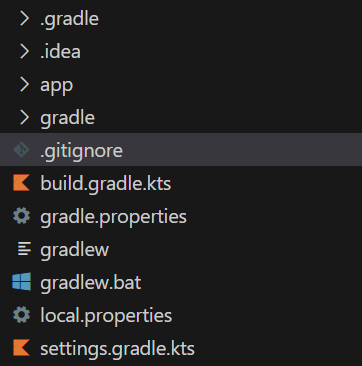 .gradle
.idea
app
gradle
.gitignore
build.gradle.kts
gradle.properties
gradlew
gradlew.bat
local.properties
settings.gradle.kts